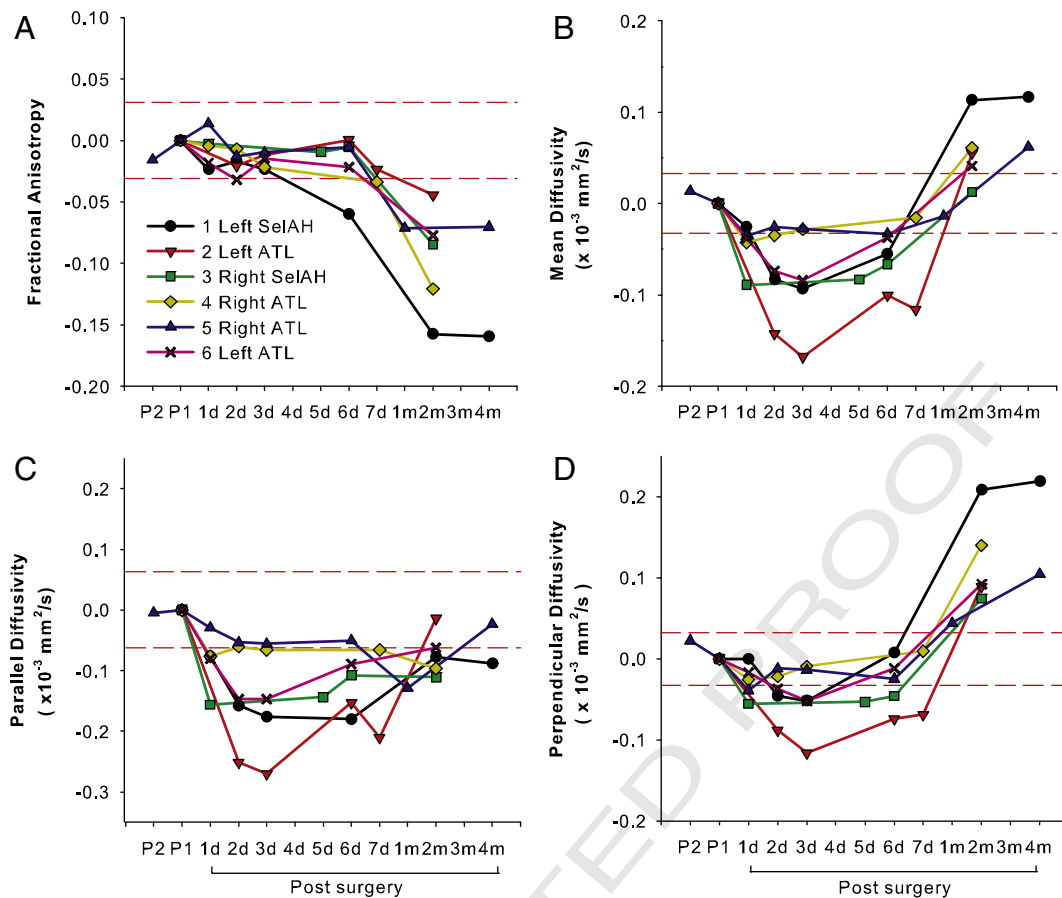 A
0.10
0.05
0.00
-0.05
-0.10
-0.15
-0.20
Fractional Anisotropy
1 Left SelAH
2 Left ATL
3 Right SelAH
4 Right ATL
5 Right ATL
6 Left ATL
P2 P1 1d 2d 3d 4d 5d 6d 7d 1m 2m 3m 4m
B
0.2
0.1
0.0
-0.1
-0.2
Mean Diffusivity
(x 10-3 mm2/s)
P2 P1 1d 2d 3d 4d 5d 6d 7d 1m 2m 3m 4m
C
0.2
0.1
0.0
-0.1
-0.2
-0.3
Parallel Diffusivity
( x10-3 mm2/s)
P2 P1 1d 2d 3d 4d 5d 6d 7d 1m 2m 3m 4m
Post surgery
D
0.2
0.1
0.0
-0.1
-0.2
Perpendicular Diffusivity
( x 10-3 mm2/s)
P2 P1 1d 2d 3d 4d 5d 6d 7d 1m 2m 3m 4m
Post surgery
TED PROOF